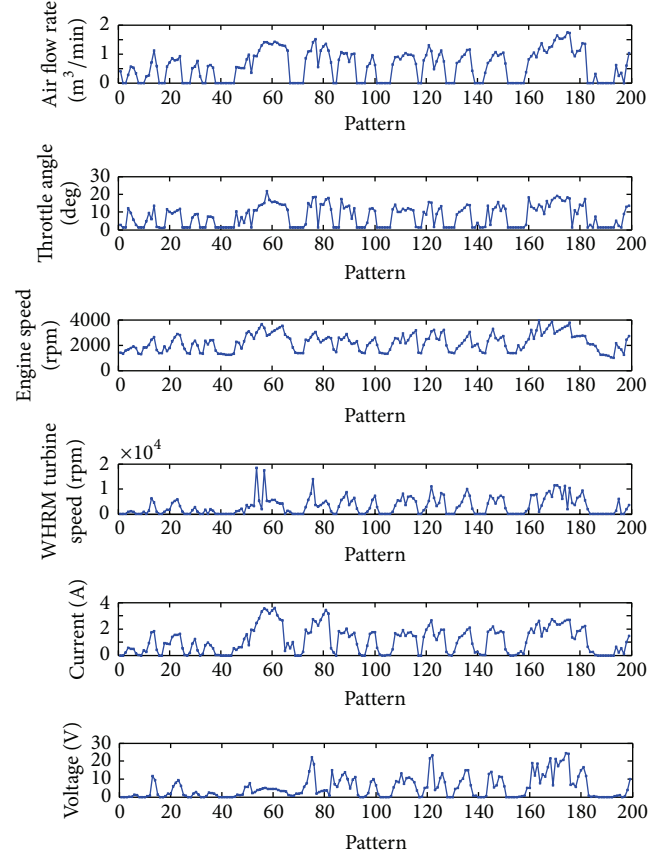 Air flow rate
(m³/min)
2
1
0
0 20 40 60 80 100 120 140 160 180 200
Pattern
Throttle angle
(deg)
30
20
10
0
0 20 40 60 80 100 120 140 160 180 200
Pattern
Engine speed
(rpm)
4000
2000
0
0 20 40 60 80 100 120 140 160 180 200
Pattern
WHRM turbine
speed (rpm)
×10⁴
2
1
0
0 20 40 60 80 100 120 140 160 180 200
Pattern
Current (A)
4
2
0
0 20 40 60 80 100 120 140 160 180 200
Pattern
Voltage (V)
30
20
10
0
0 20 40 60 80 100 120 140 160 180 200
Pattern